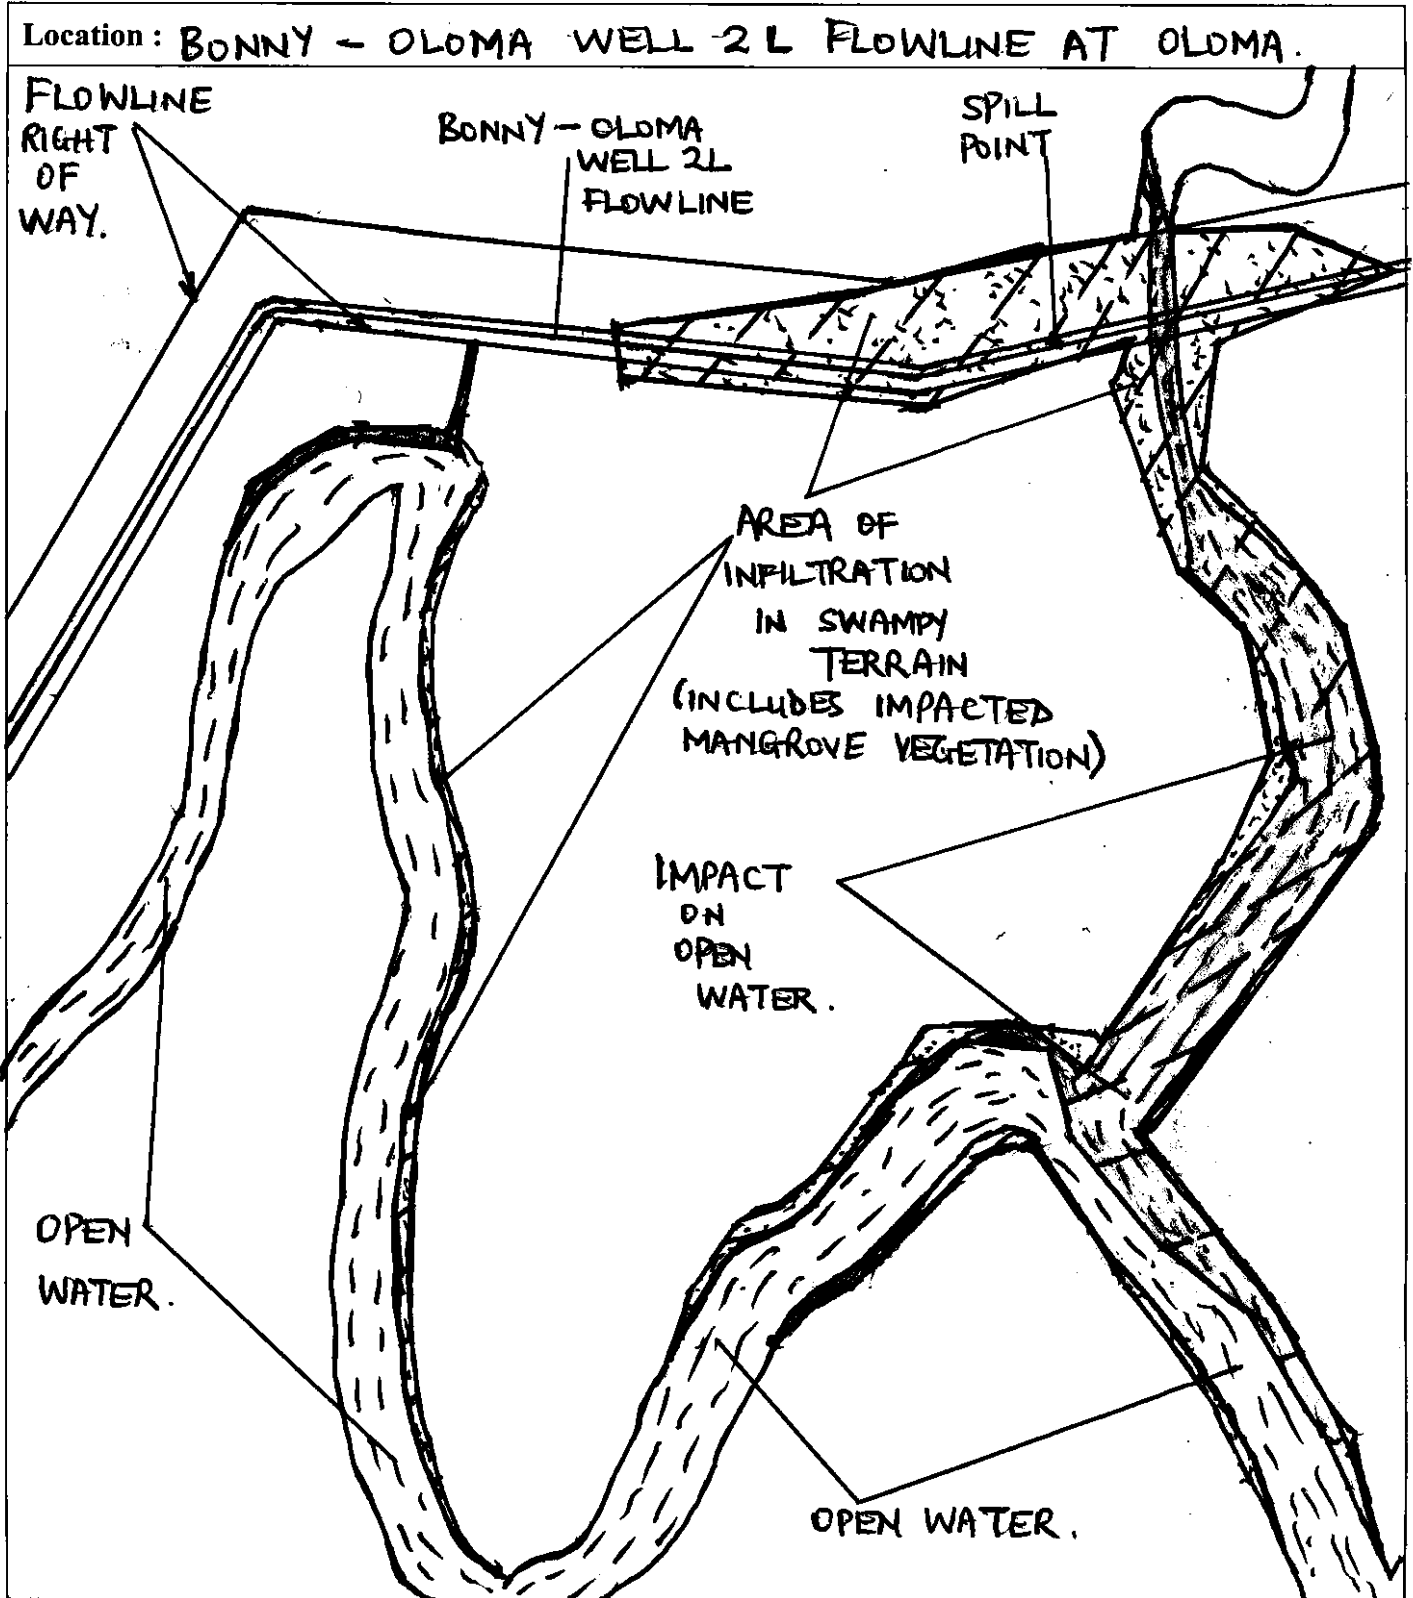 Location : BONNY - OLOMA WELL 2L FLOWLINE AT OLOMA.
FLOWLINE
RIGHT
OF
WAY.
BONNY - OLOMA
WELL 2L
FLOWLINE
SPILL
POINT
AREA OF
INFILTRATION
IN SWAMPY
TERRAIN
(INCLUDES IMPACTED
MANGROVE VEGETATION)
IMPACT
ON
OPEN
WATER.
OPEN
WATER.
OPEN WATER.